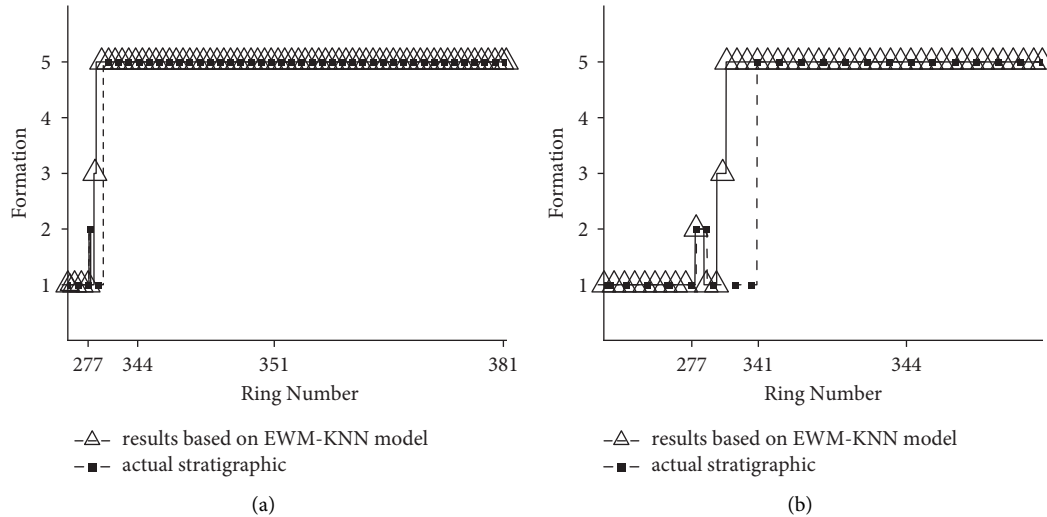 5
4
3
2
1
Formation
277 344 351 381
Ring Number
results based on EWM-KNN model
actual stratigraphic
(a)
5
4
3
2
1
Formation
277 341 344
Ring Number
results based on EWM-KNN model
actual stratigraphic
(b)